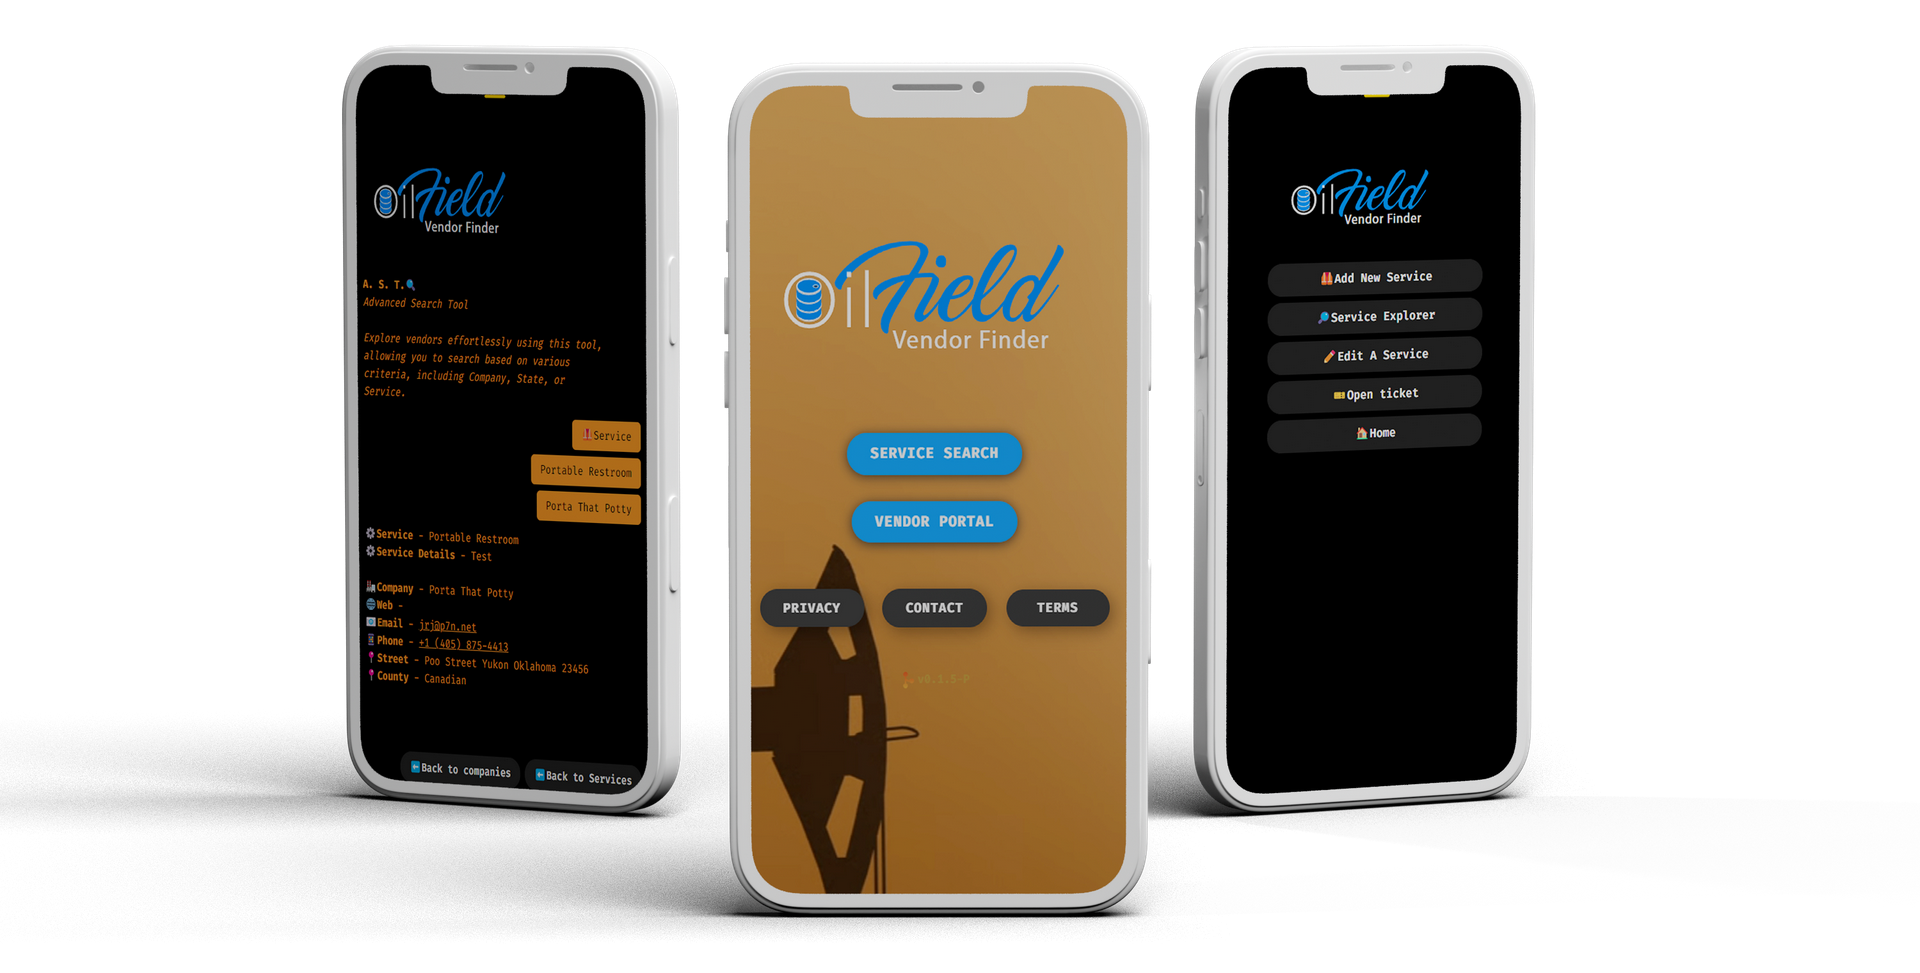 OilField
Vendor Finder
A. S. T.
Advanced Search Tool
Explore vendors effortlessly using this tool,
allowing you to search based on various
criteria, including Company, State, or
Service.
Service
Portable Restroom
Porta That Potty
Service - Portable Restroom
Service Details - Test
Company - Porta That Potty
Web -
Email - jrj@p7n.net
Phone - +1 (405) 875-4413
Street - Poo Street Yukon Oklahoma 23456
County - Canadian
Back to companies
Back to Services
OilField
Vendor Finder
SERVICE SEARCH
VENDOR PORTAL
PRIVACY
CONTACT
TERMS
v0.1.5-P
OilField
Vendor Finder
Add New Service
Service Explorer
Edit A Service
Open ticket
Home